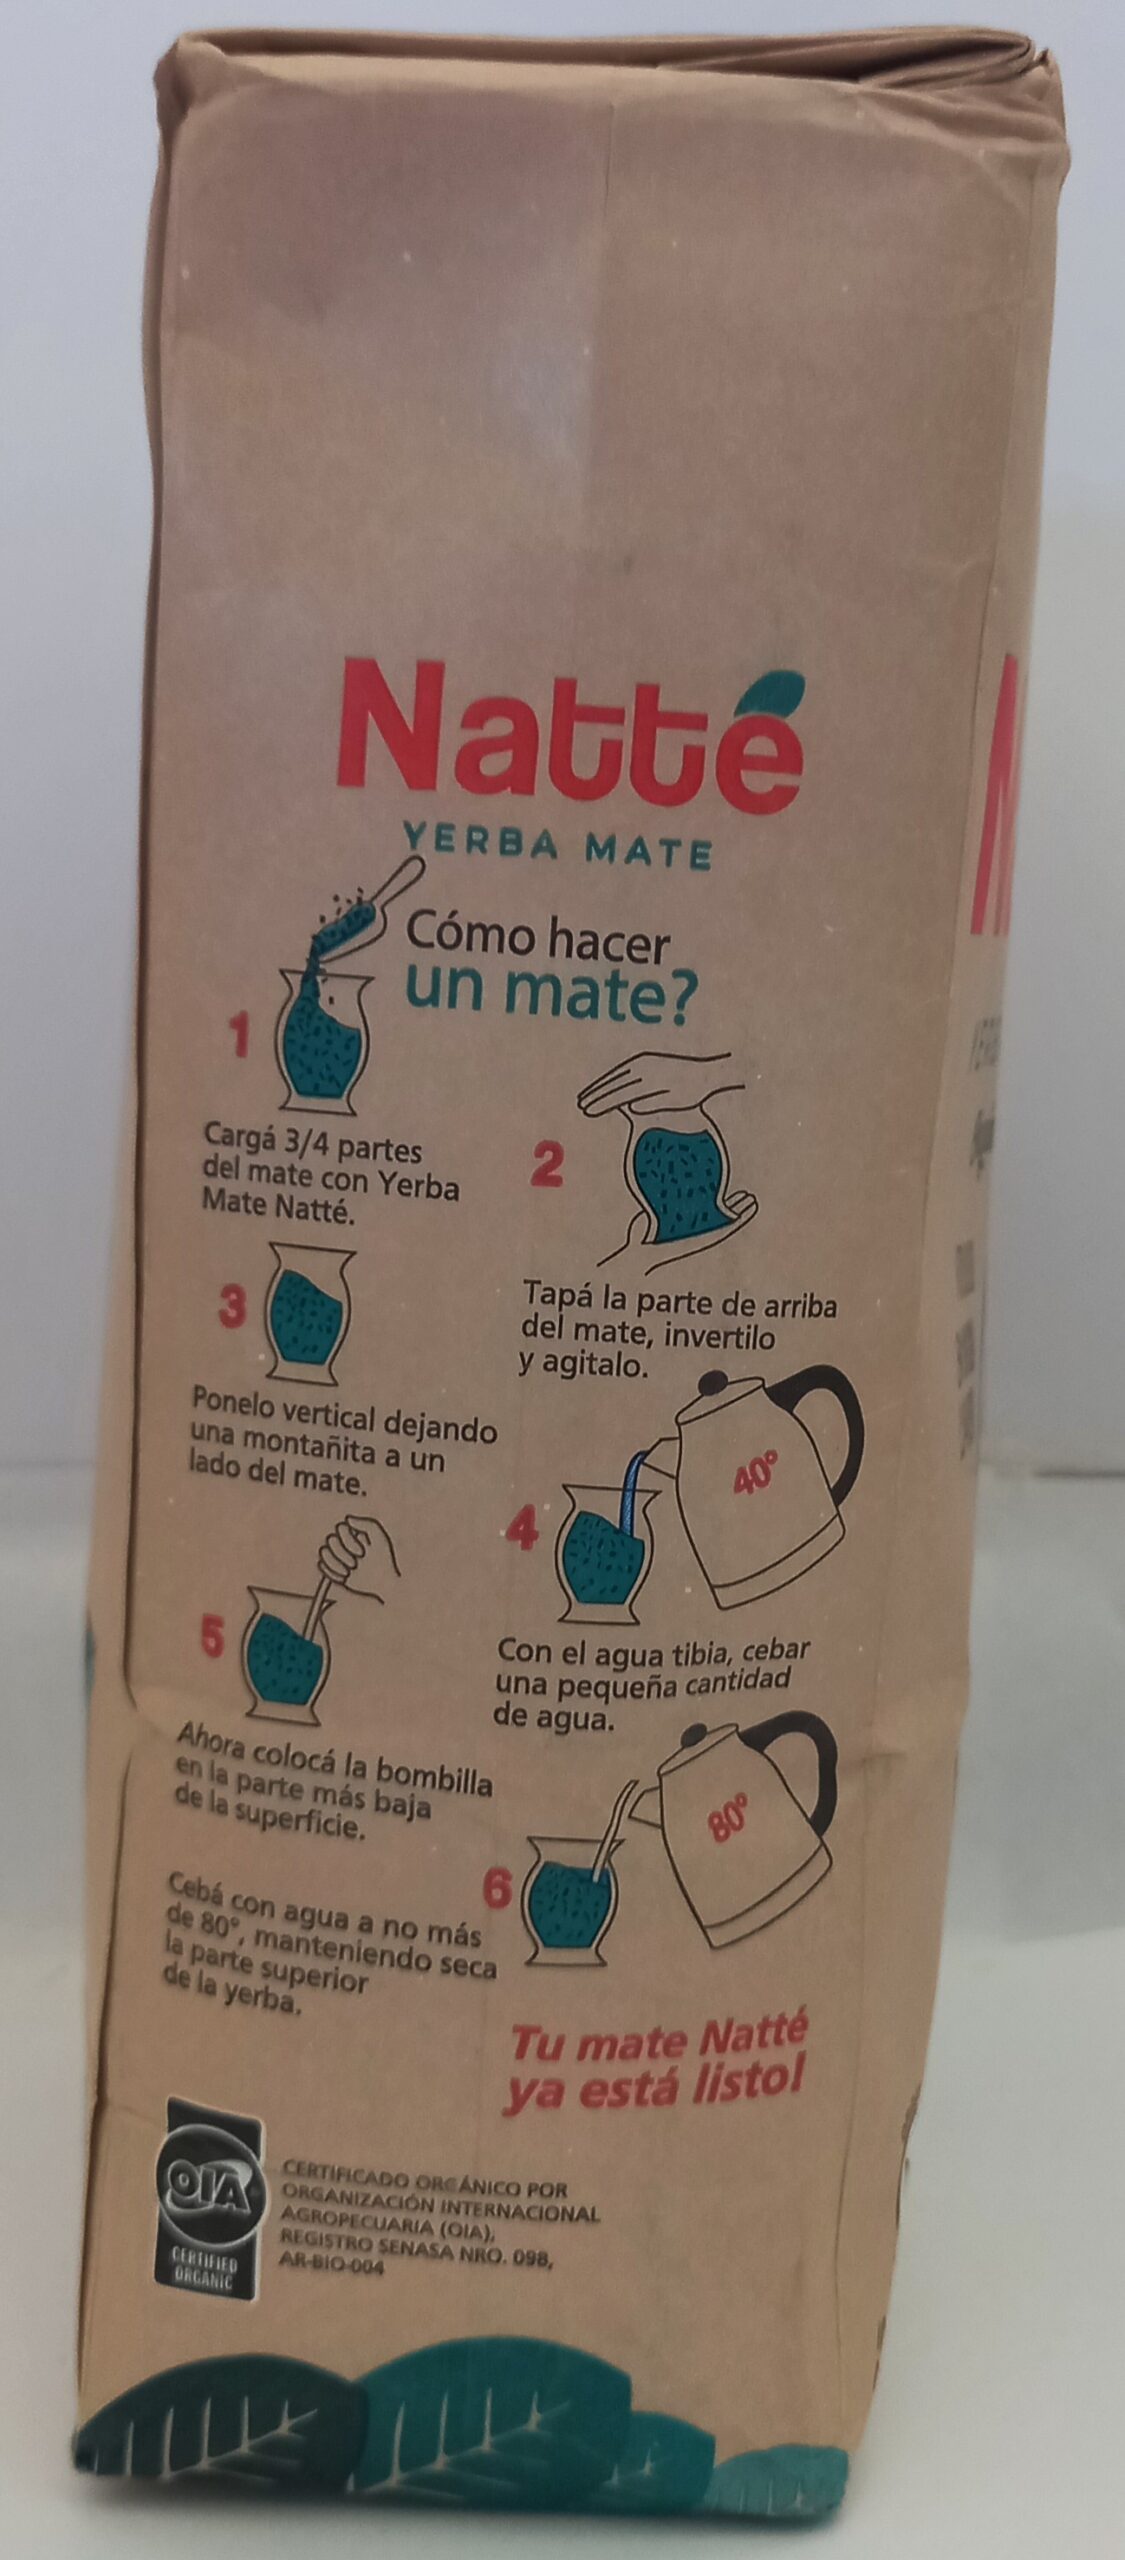 Natté
YERBA MATE
Cómo hacer
un mate?
1
Cargá 3/4 partes
del mate con Yerba
Mate Natté.
2
Tapá la parte de arriba
del mate, invertilo
y agitalo.
3
Ponelo vertical dejando
una montañita a un
lado del mate.
4
40°
Con el agua tibia, cebar
una pequeña cantidad
de agua.
5
Ahora colocá la bombilla
en la parte más baja
de la superficie.
6
80°
Cebá con agua a no más
de 80°, manteniendo seca
la parte superior
de la yerba.
Tu mate Natté
ya está listo!
OIA
CERTIFIED
ORGANIC
CERTIFICADO ORGÁNICO POR
ORGANIZACIÓN INTERNACIONAL
AGROPECUARIA (OIA),
REGISTRO SENASA NRO. 098,
AR-BIO-004